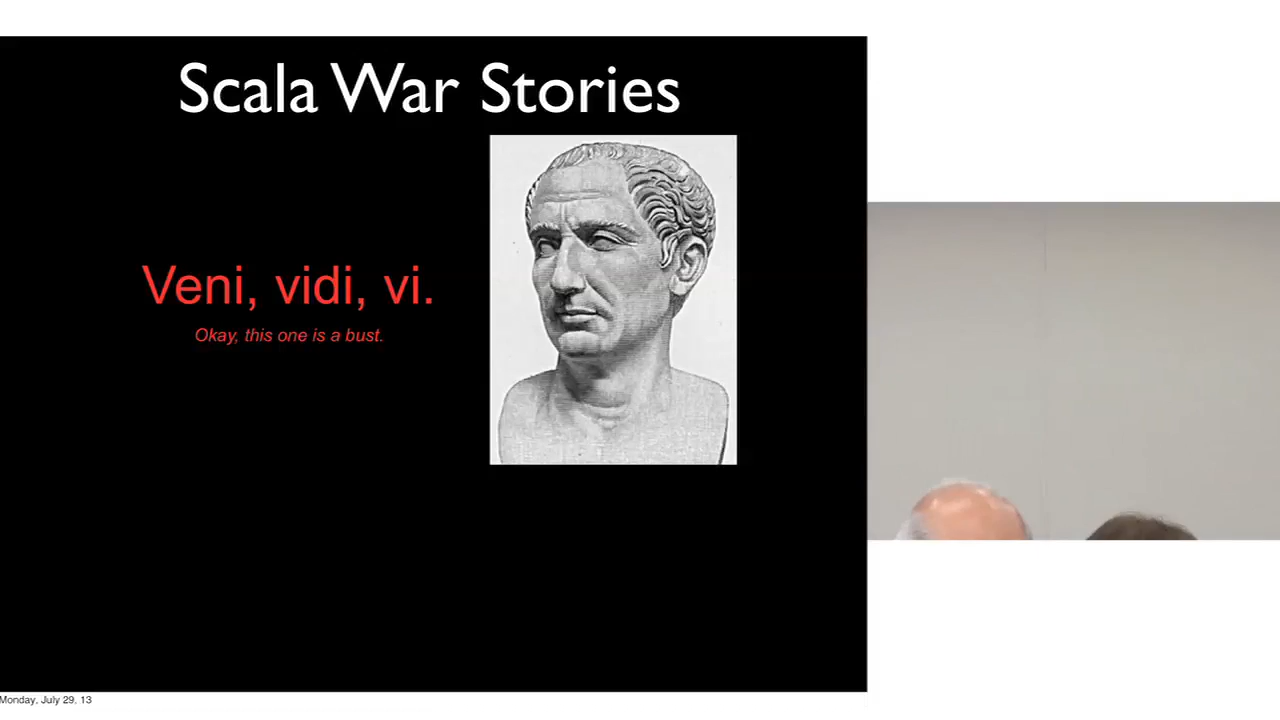 Scala War Stories
Veni, vidi, vi.
Okay, this one is a bust.
Monday, July 29, 13